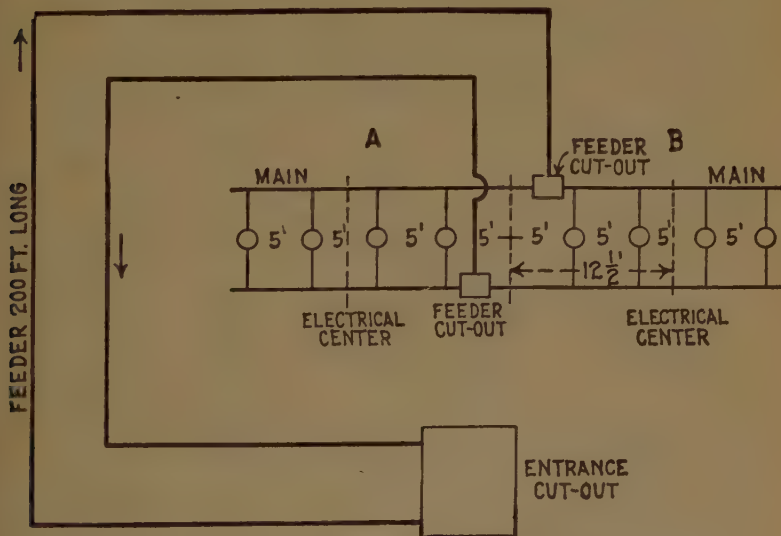 A
B
FEEDER
CUT-OUT
MAIN
MAIN
FEEDER 200 FT. LONG
5' 5' 5' 5' 5' 5' 5' 5'
12 1/2'
ELECTRICAL
CENTER
FEEDER
CUT-OUT
ELECTRICAL
CENTER
ENTRANCE
CUT-OUT